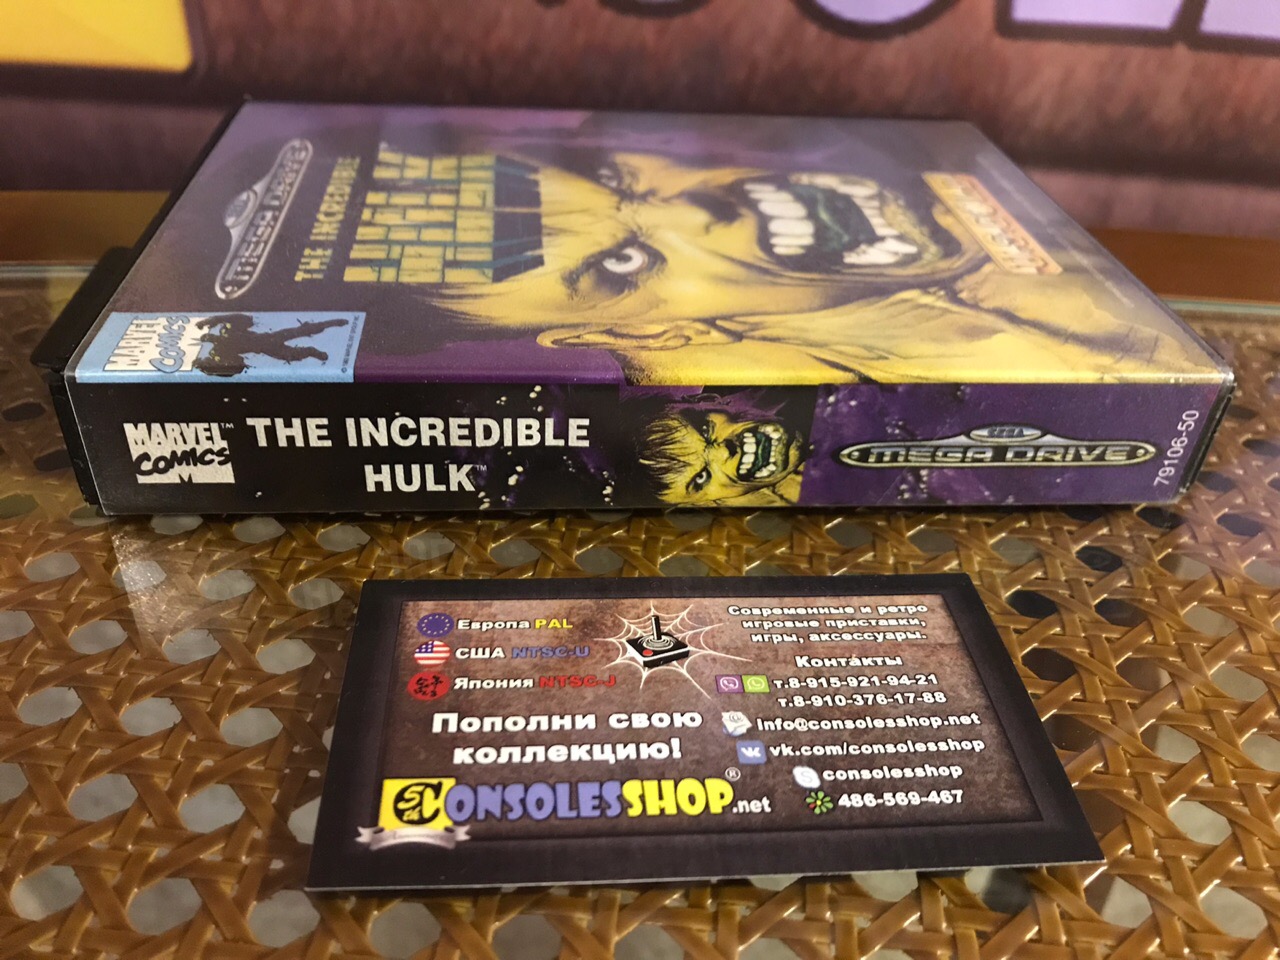 SEGA
MEGA DRIVE
THE INCREDIBLE
HULK
MARVEL
COMICS
MARVEL™
COMICS
THE INCREDIBLE
HULK™
SEGA
MEGA DRIVE
79106-50
Европа PAL
США NTSC-U
Япония NTSC-J
Пополни свою
коллекцию!
CONSOLESSHOP®.net
Современные и ретро
игровые приставки,
игры, аксессуары.
Контакты
т.8-915-921-94-21
т.8-910-376-17-88
info@consolesshop.net
vk.com/consolesshop
consolesshop
486-569-467